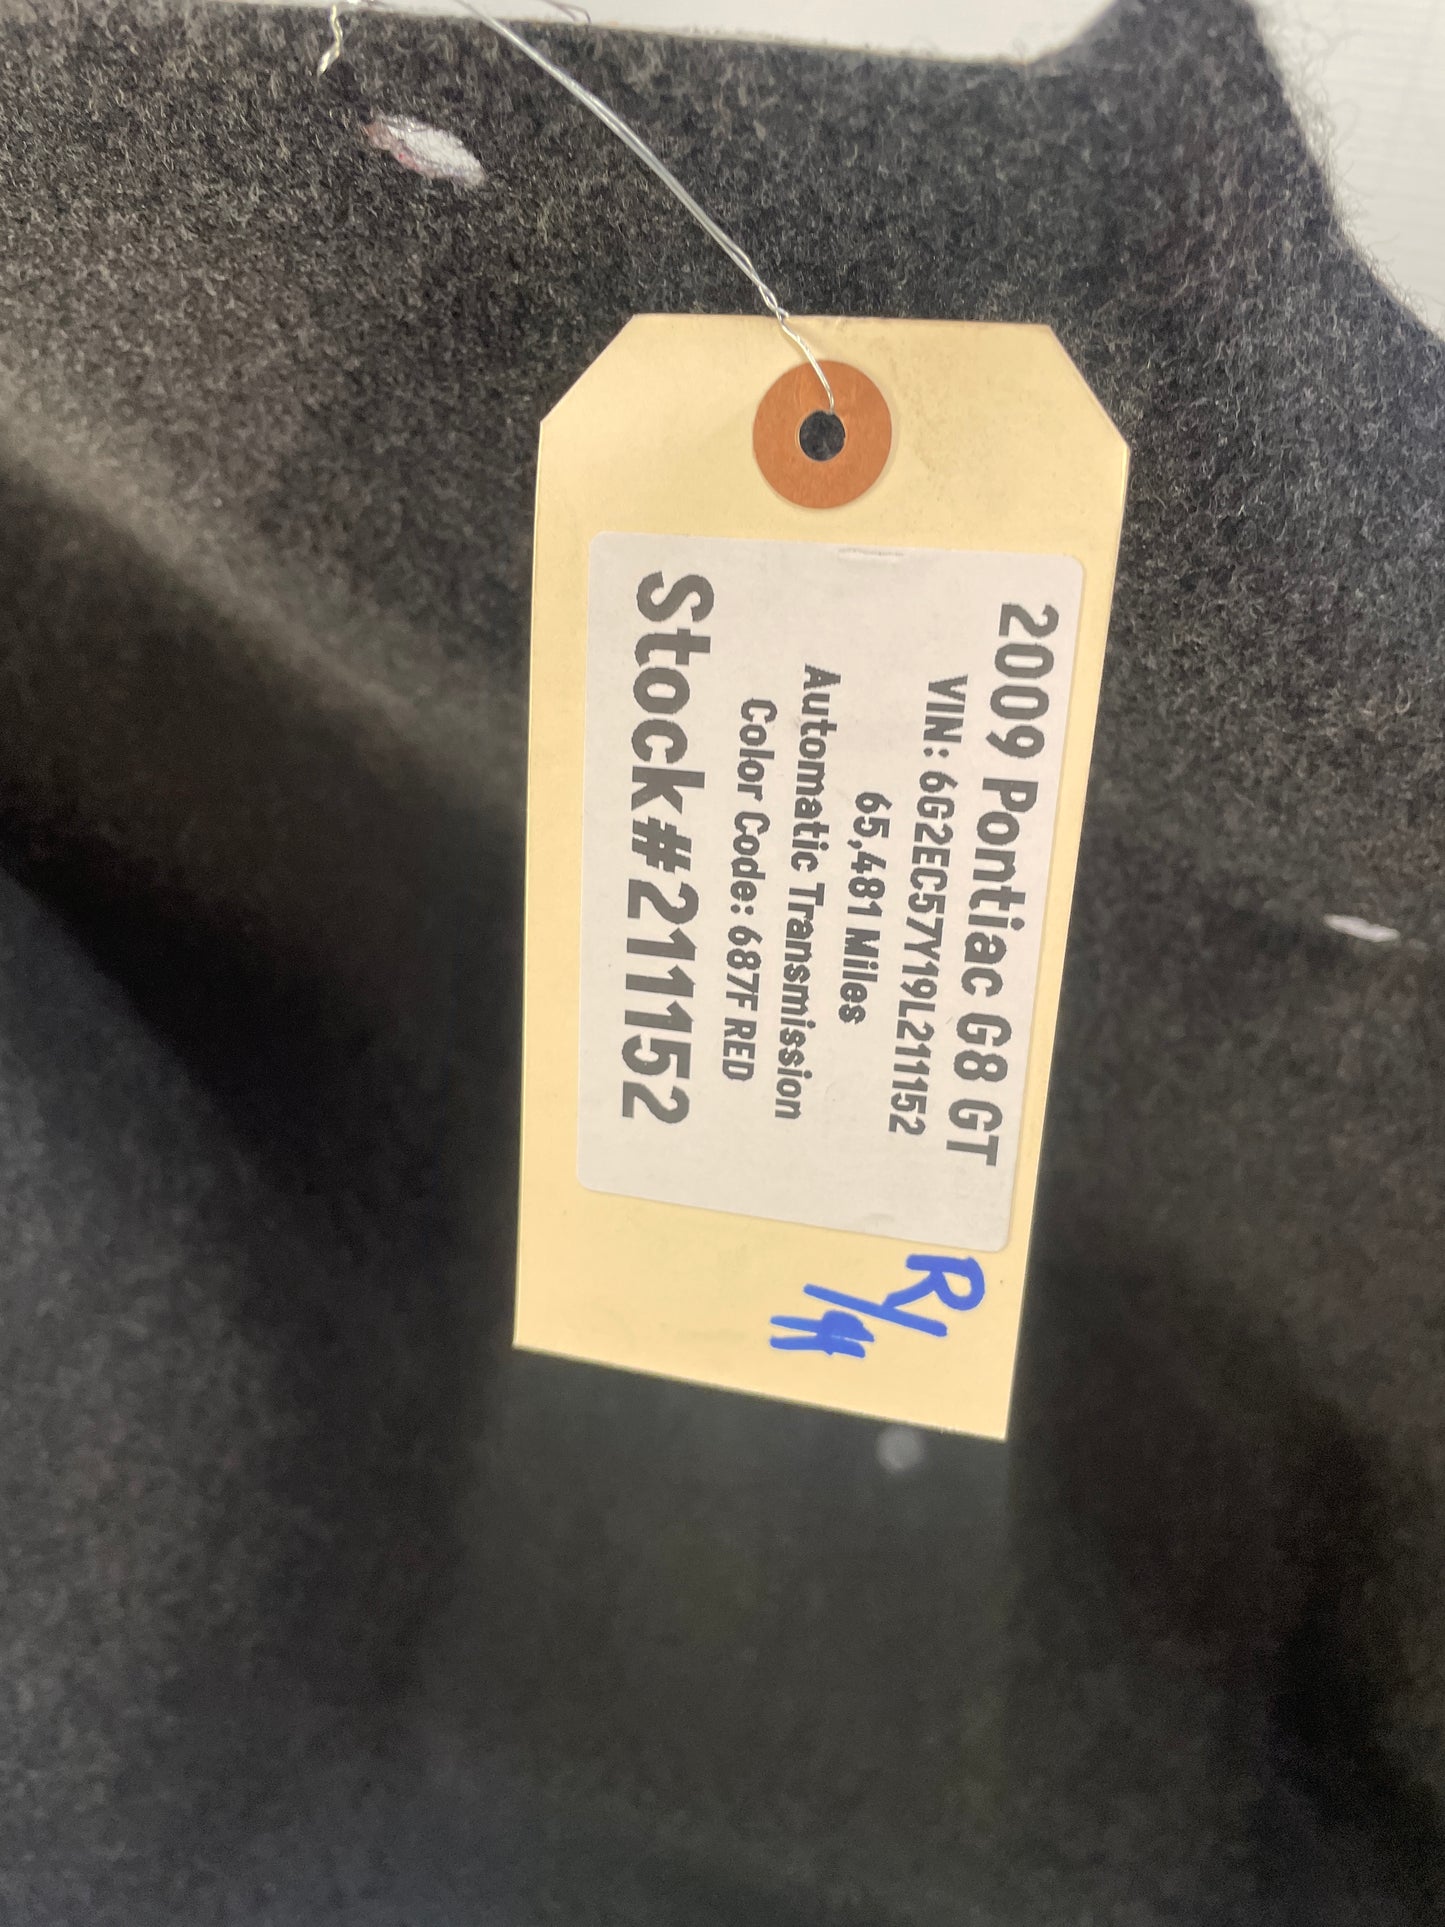 2009 Pontiac G8 GT
VIN: 6G2EC57Y19L211152
65,481 Miles
Automatic Transmission
Color Code: 687F RED
Stock#211152
R/H